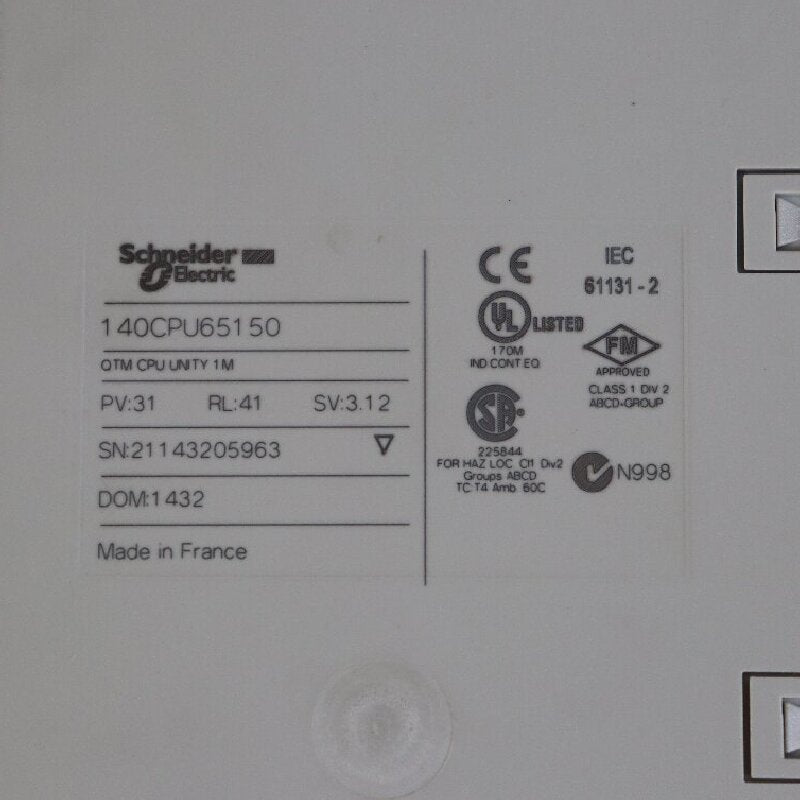 Schneider
Electric
140CPU65150
QTM CPU UNITY 1M
PV:31 RL:41 SV:3.12
SN:21143205963
DOM:1432
Made in France
CE
IEC
61131-2
UL LISTED
170M
IND CONT EQ
FM
APPROVED
CLASS 1 DIV 2
ABCD-GROUP
SA
225844
FOR HAZ LOC Cl1 Div2
Groups ABCD
TC T4 Amb 60C
N998